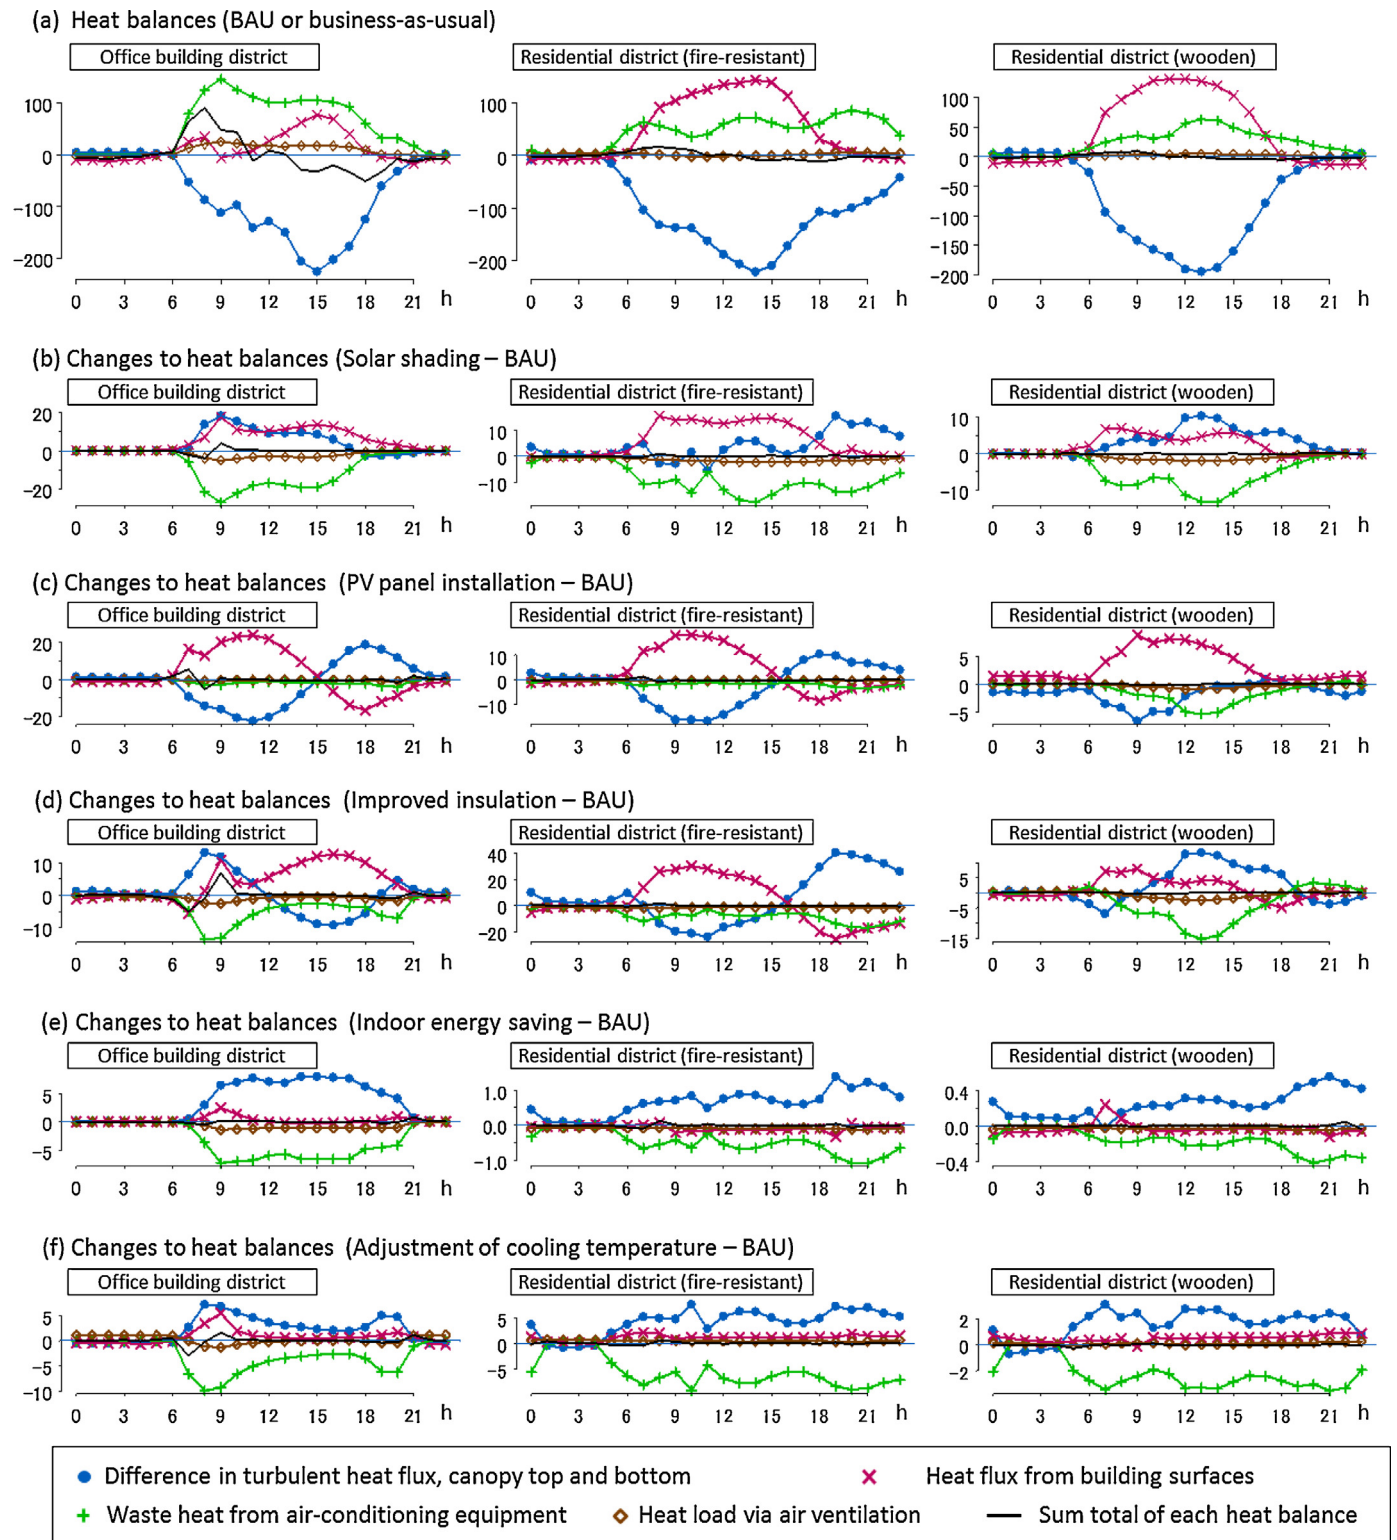 (a) Heat balances (BAU or business-as-usual)
Office building district Residential district (fire-resistant) Residential district (wooden)
100 0 −100 −200
100 0 −100 −200
100 50 0 −50 −100 −150 −200
0 3 6 9 12 15 18 21 h 0 3 6 9 12 15 18 21 h 0 3 6 9 12 15 18 21 h
(b) Changes to heat balances (Solar shading – BAU)
Office building district Residential district (fire-resistant) Residential district (wooden)
20 0 −20
10 0 −10
10 0 −10
0 3 6 9 12 15 18 21 h 0 3 6 9 12 15 18 21 h 0 3 6 9 12 15 18 21 h
(c) Changes to heat balances (PV panel installation – BAU)
Office building district Residential district (fire-resistant) Residential district (wooden)
20 0 −20
10 0 −10
5 0 −5
0 3 6 9 12 15 18 21 h 0 3 6 9 12 15 18 21 h 0 3 6 9 12 15 18 21 h
(d) Changes to heat balances (Improved insulation – BAU)
Office building district Residential district (fire-resistant) Residential district (wooden)
10 0 −10
40 20 0 −20
5 −5 −15
0 3 6 9 12 15 18 21 h 0 3 6 9 12 15 18 21 h 0 3 6 9 12 15 18 21 h
(e) Changes to heat balances (Indoor energy saving – BAU)
Office building district Residential district (fire-resistant) Residential district (wooden)
5 0 −5
1.0 0.0 −1.0
0.4 0.0 −0.4
0 3 6 9 12 15 18 21 h 0 3 6 9 12 15 18 21 h 0 3 6 9 12 15 18 21 h
(f) Changes to heat balances (Adjustment of cooling temperature – BAU)
Office building district Residential district (fire-resistant) Residential district (wooden)
5 0 −5 −10
5 0 −5
2 0 −2
0 3 6 9 12 15 18 21 h 0 3 6 9 12 15 18 21 h 0 3 6 9 12 15 18 21 h
Difference in turbulent heat flux, canopy top and bottom Heat flux from building surfaces
Waste heat from air-conditioning equipment Heat load via air ventilation Sum total of each heat balance